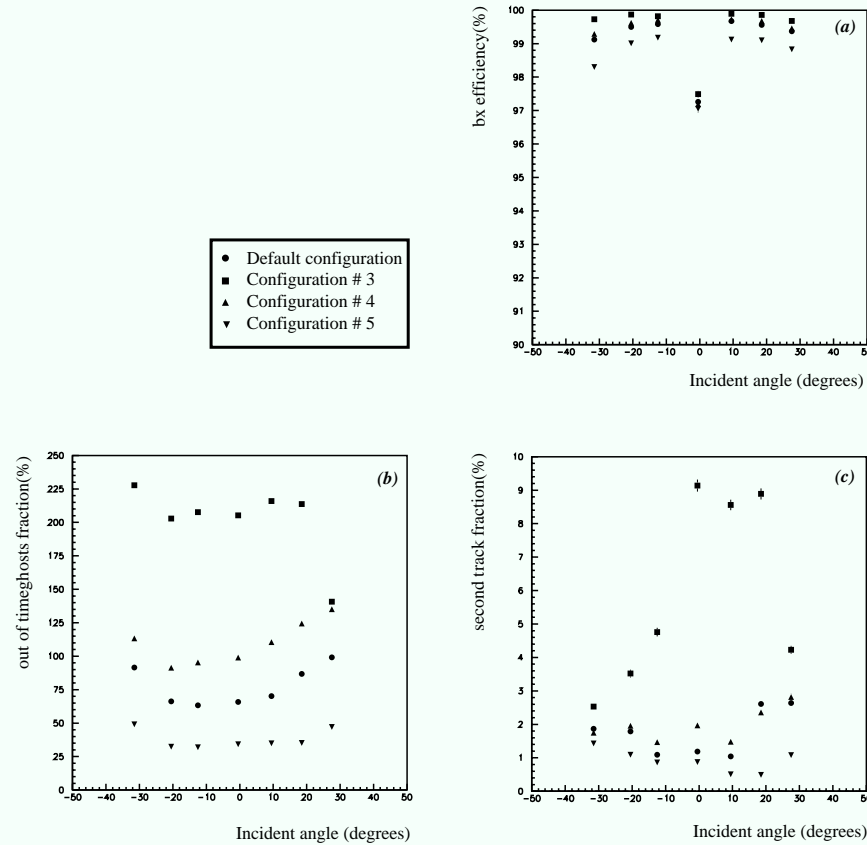 100
99
98
97
96
95
94
93
92
91
90
-50 -40 -30 -20 -10 0 10 20 30 40 50
bx efficiency(%)
(a)
Incident angle (degrees)
Default configuration
Configuration # 3
Configuration # 4
Configuration # 5
250
225
200
175
150
125
100
75
50
25
0
-50 -40 -30 -20 -10 0 10 20 30 40 50
out of timeghosts fraction(%)
(b)
Incident angle (degrees)
10
9
8
7
6
5
4
3
2
1
0
-50 -40 -30 -20 -10 0 10 20 30 40 50
second track fraction(%)
(c)
Incident angle (degrees)